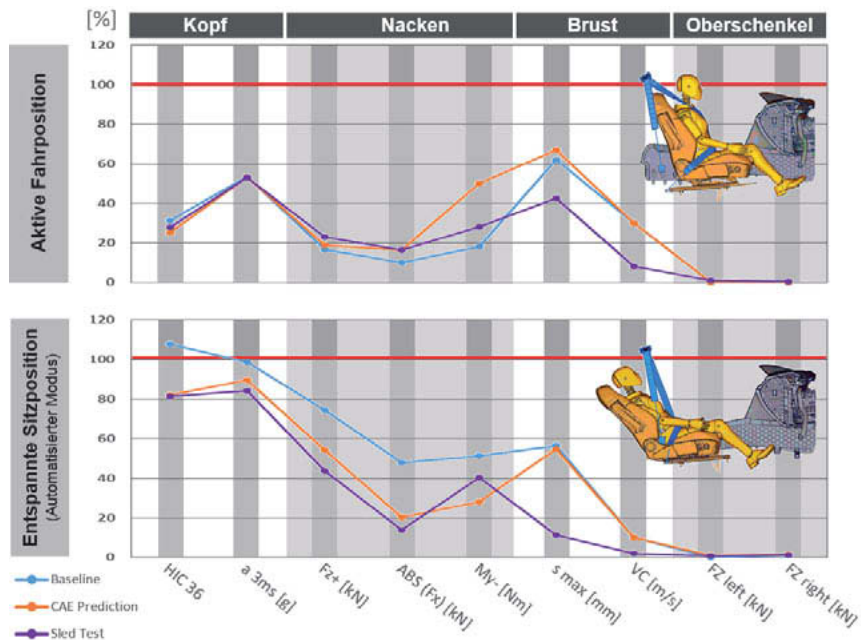 [%]
Kopf Nacken Brust Oberschenkel
Aktive Fahrposition
120
100
80
60
40
20
0
Entspannte Sitzposition
(Automatisierter Modus)
120
100
80
60
40
20
0
HIC 36
a 3ms [g]
Fz+ [kN]
ABS (Fx) [kN]
My- [Nm]
s max [mm]
VC [m/s]
FZ left [kN]
FZ right [kN]
Baseline
CAE Prediction
Sled Test